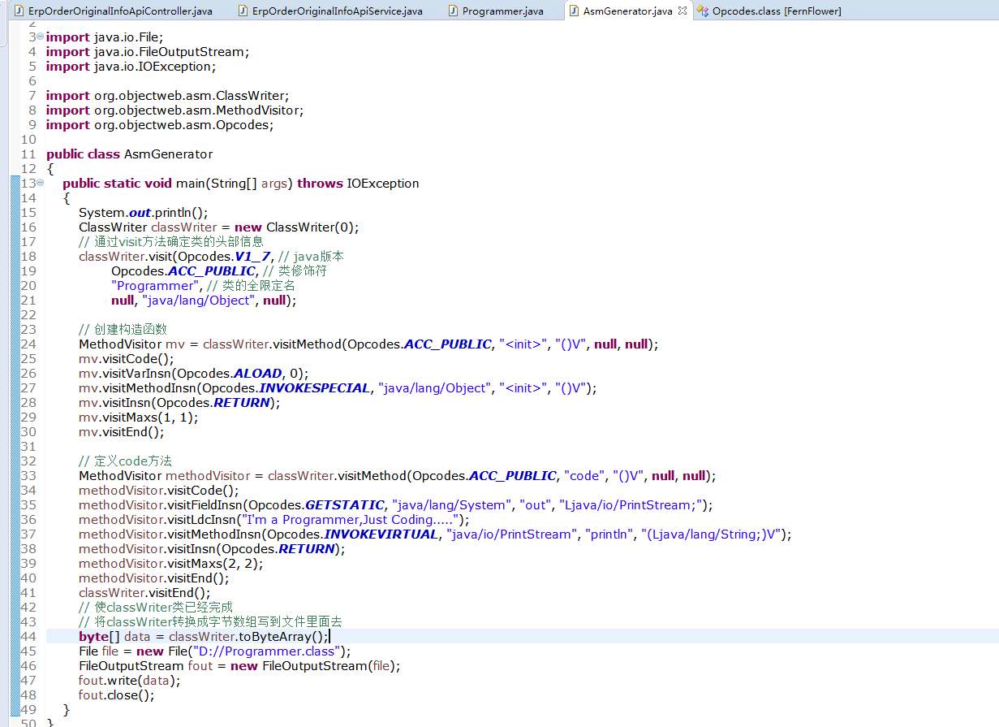 ErpOrderOriginalInfoApiController.java ErpOrderOriginalInfoApiService.java Programmer.java AsmGenerator.java Opcodes.class [FernFlower]
2
3 import java.io.File;
4 import java.io.FileOutputStream;
5 import java.io.IOException;
6
7 import org.objectweb.asm.ClassWriter;
8 import org.objectweb.asm.MethodVisitor;
9 import org.objectweb.asm.Opcodes;
10
11 public class AsmGenerator
12 {
13 public static void main(String[] args) throws IOException
14 {
15 System.out.println();
16 ClassWriter classWriter = new ClassWriter(0);
17 // 通过visit方法确定类的头部信息
18 classWriter.visit(Opcodes.V1_7, // java版本
19 Opcodes.ACC_PUBLIC, // 类修饰符
20 "Programmer", // 类的全限定名
21 null, "java/lang/Object", null);
22
23 // 创建构造函数
24 MethodVisitor mv = classWriter.visitMethod(Opcodes.ACC_PUBLIC, "<init>", "()V", null, null);
25 mv.visitCode();
26 mv.visitVarInsn(Opcodes.ALOAD, 0);
27 mv.visitMethodInsn(Opcodes.INVOKESPECIAL, "java/lang/Object", "<init>", "()V");
28 mv.visitInsn(Opcodes.RETURN);
29 mv.visitMaxs(1, 1);
30 mv.visitEnd();
31
32 // 定义code方法
33 MethodVisitor methodVisitor = classWriter.visitMethod(Opcodes.ACC_PUBLIC, "code", "()V", null, null);
34 methodVisitor.visitCode();
35 methodVisitor.visitFieldInsn(Opcodes.GETSTATIC, "java/lang/System", "out", "Ljava/io/PrintStream;");
36 methodVisitor.visitLdcInsn("I'm a Programmer,Just Coding.....");
37 methodVisitor.visitMethodInsn(Opcodes.INVOKEVIRTUAL, "java/io/PrintStream", "println", "(Ljava/lang/String;)V");
38 methodVisitor.visitInsn(Opcodes.RETURN);
39 methodVisitor.visitMaxs(2, 2);
40 methodVisitor.visitEnd();
41 classWriter.visitEnd();
42 // 使classWriter类已经完成
43 // 将classWriter转换成字节数组写到文件里面去
44 byte[] data = classWriter.toByteArray();
45 File file = new File("D://Programmer.class");
46 FileOutputStream fout = new FileOutputStream(file);
47 fout.write(data);
48 fout.close();
49 }
50 }